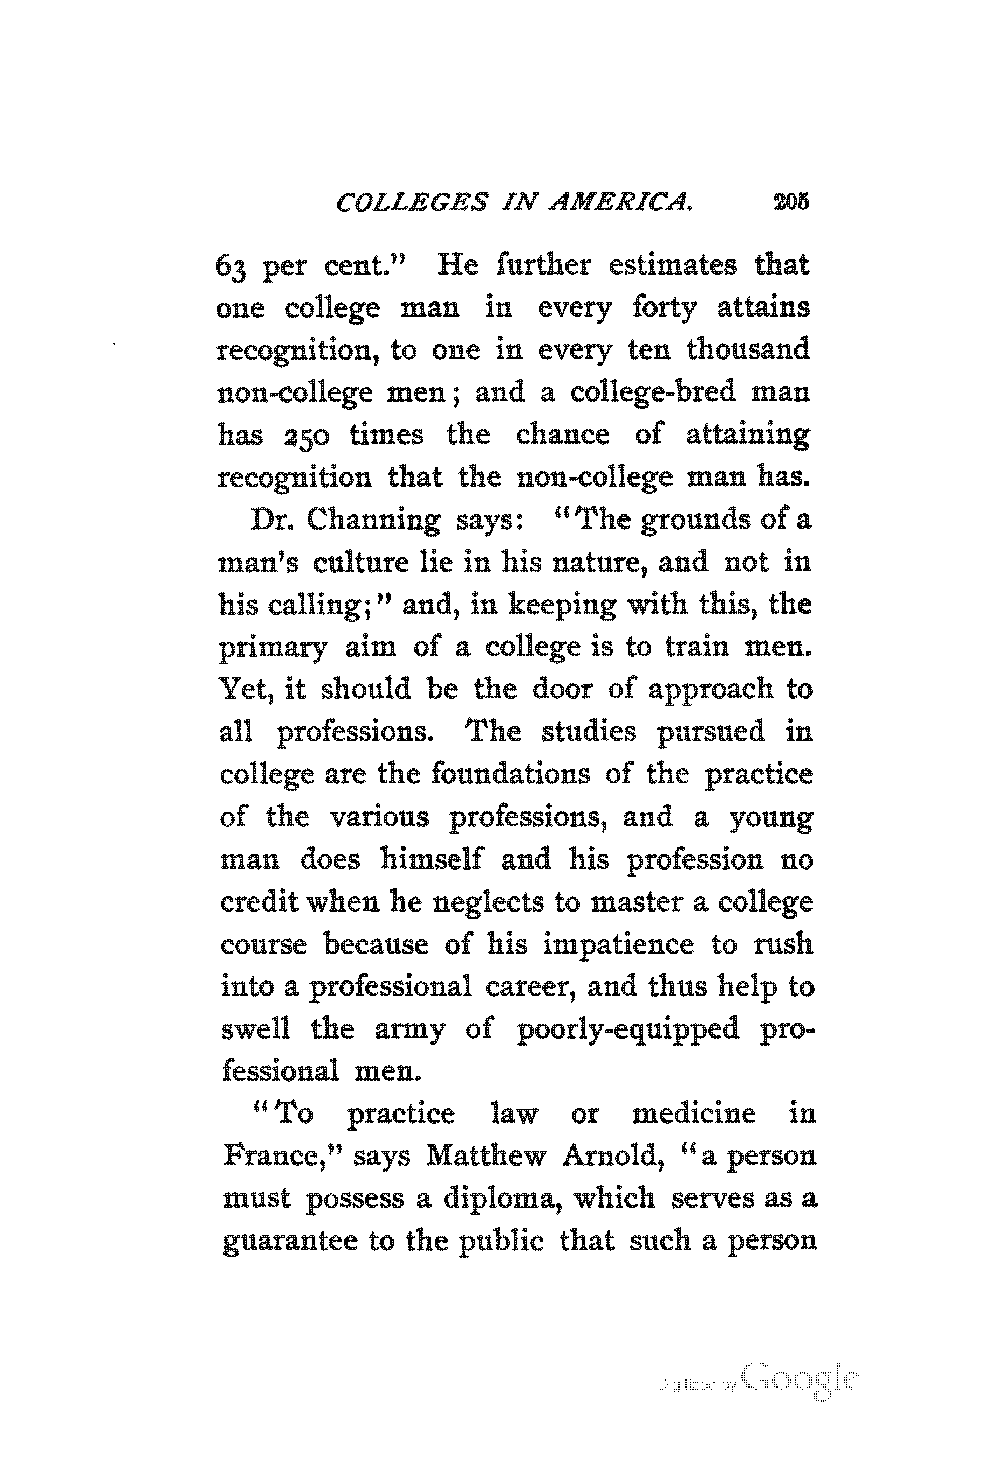 COLLEGES IN AMERICA. 205
63 per cent." He further estimates that
one college man in every forty attains
recognition, to one in every ten thousand
non-college men; and a college-bred man
has 250 times the chance of attaining
recognition that the non-college man has.
Dr. Channing says: "The grounds of a
man's culture lie in his nature, and not in
his calling;" and, in keeping with this, the
primary aim of a college is to train men.
Yet, it should be the door of approach to
all professions. The studies pursued in
college are the foundations of the practice
of the various professions, and a young
man does himself and his profession no
credit when he neglects to master a college
course because of his impatience to rush
into a professional career, and thus help to
swell the army of poorly-equipped pro-
fessional men.
"To practice law or medicine in
France," says Matthew Arnold, "a person
must possess a diploma, which serves as a
guarantee to the public that such a person
Digitized by Google